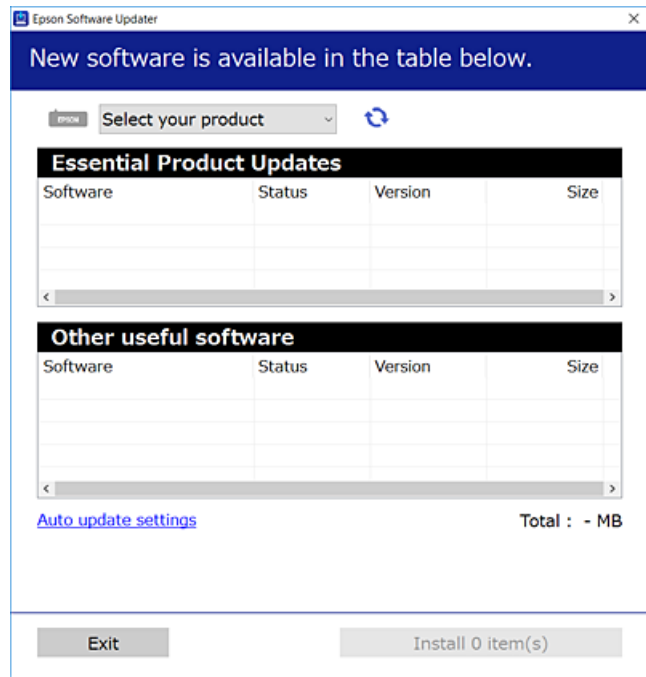 Epson Software Updater
New software is available in the table below.
EPSON Select your product
Essential Product Updates
Software Status Version Size
Other useful software
Software Status Version Size
Auto update settings Total : - MB
Exit Install 0 item(s)